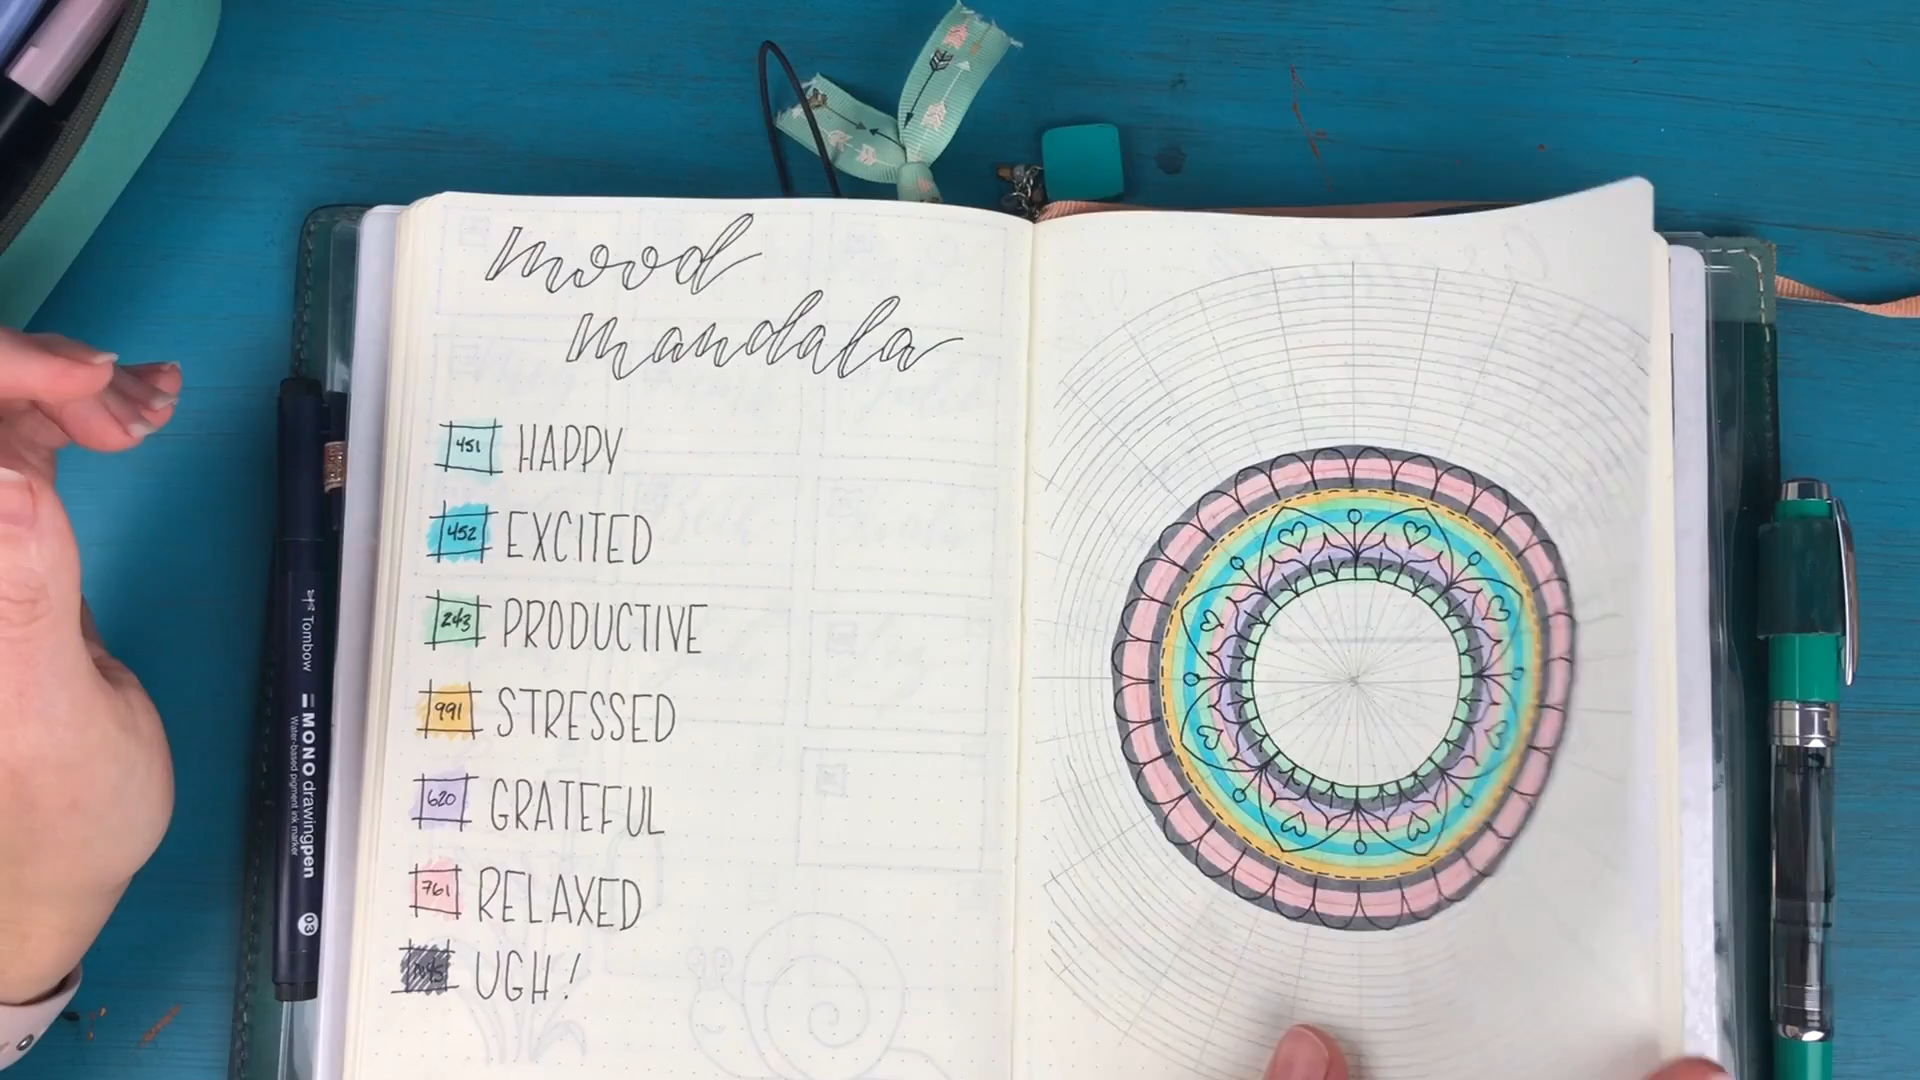 mood
mandala
451 HAPPY
452 EXCITED
243 PRODUCTIVE
991 STRESSED
620 GRATEFUL
761 RELAXED
UGH!
Tombow
MONO drawingpen
Water-based pigment ink marker
03